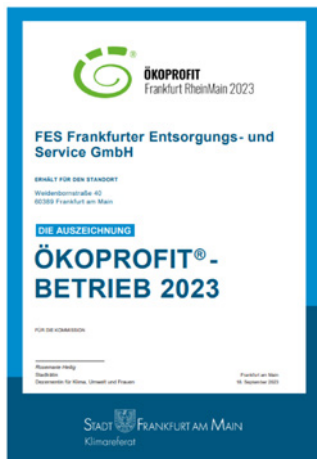 ÖKOPROFIT
Frankfurt RheinMain 2023
FES Frankfurter Entsorgungs- und
Service GmbH
ERHÄLT FÜR DEN STANDORT
Weidenbornstraße 40
60389 Frankfurt am Main
DIE AUSZEICHNUNG
ÖKOPROFIT® -
BETRIEB 2023
FÜR DIE KOMMISSION
Rosemarie Heilig
Stadträtin
Dezernentin für Klima, Umwelt und Frauen
Frankfurt am Main
19. September 2023
STADT FRANKFURT AM MAIN
Klimareferat